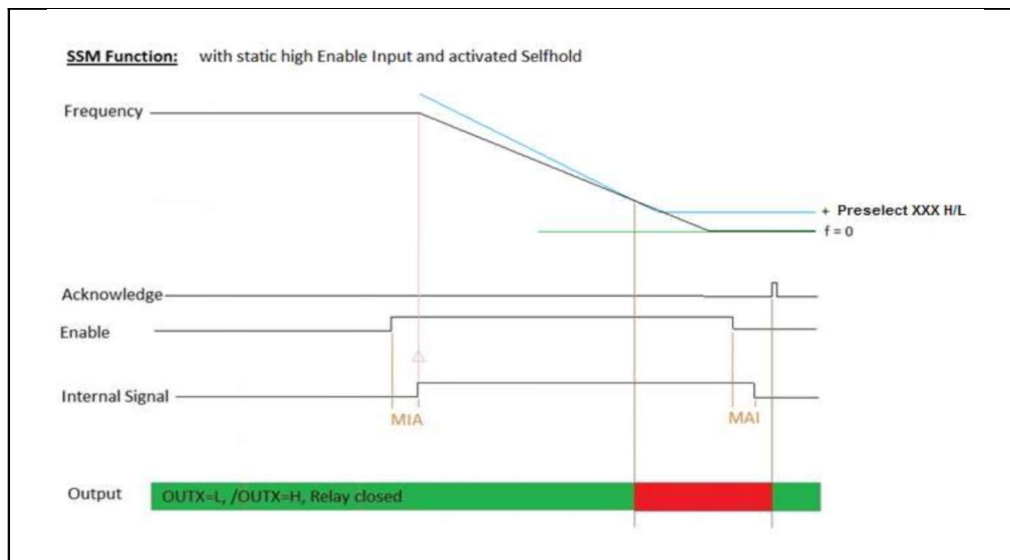 SSM Function: with static high Enable Input and activated Selfhold
Frequency
+ Preselect XXX H/L
f = 0
Acknowledge
Enable
Internal Signal
MIA
MAI
Output
OUTX=L, /OUTX=H, Relay closed